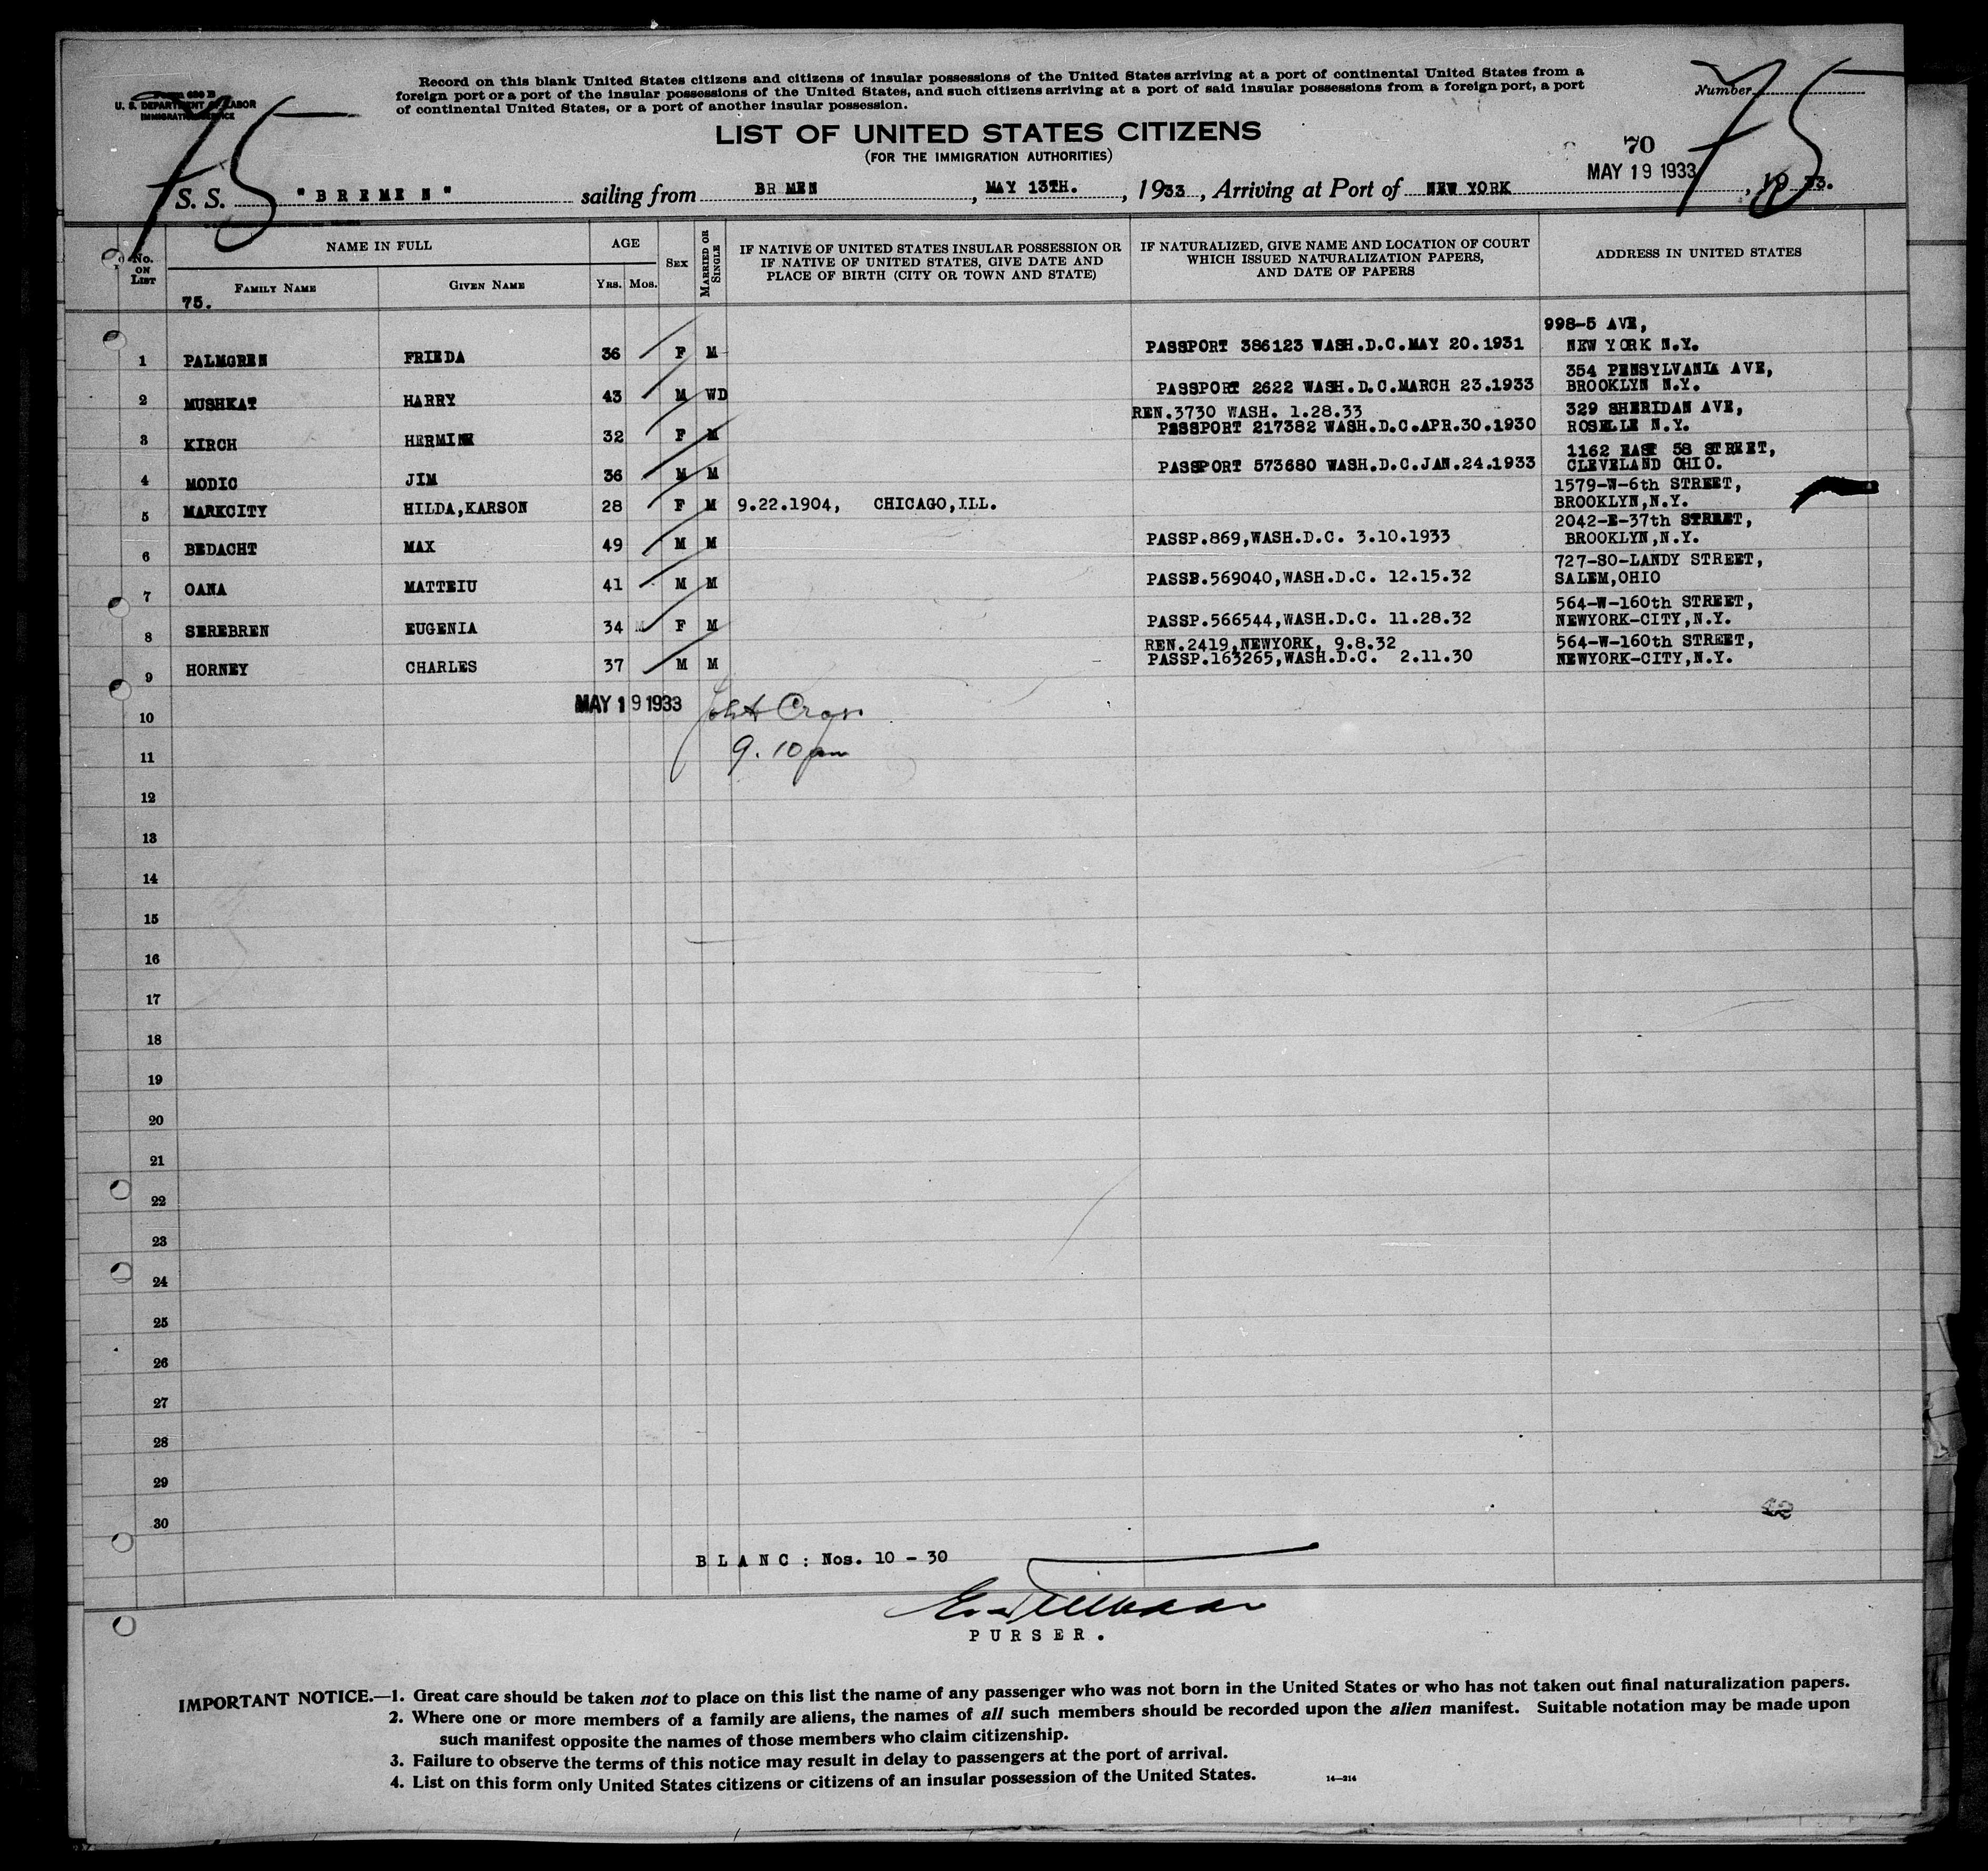 Record on this blank United States citizens and citizens of insular possessions of the United States arriving at a port of continental United States from a
foreign port or a port of the insular possessions of the United States, and such citizens arriving at a port of said insular possessions from a foreign port, a port
of continental United States, or a port of another insular possession.
U. S. DEPARTMENT OF LABOR
IMMIGRATION SERVICE
Number
75
75
LIST OF UNITED STATES CITIZENS
(FOR THE IMMIGRATION AUTHORITIES)
70
MAY 19 1933
S. S. "BREMEN" sailing from BR MEN, MAY 13TH., 1933, Arriving at Port of NEW YORK, 1933.
No. ON LIST
NAME IN FULL
FAMILY NAME
GIVEN NAME
AGE
YRS. MOS.
SEX
MARRIED OR SINGLE
IF NATIVE OF UNITED STATES INSULAR POSSESSION OR
IF NATIVE OF UNITED STATES, GIVE DATE AND
PLACE OF BIRTH (CITY OR TOWN AND STATE)
IF NATURALIZED, GIVE NAME AND LOCATION OF COURT
WHICH ISSUED NATURALIZATION PAPERS,
AND DATE OF PAPERS
ADDRESS IN UNITED STATES
75.
998-5 AVE,
1 PALMGREN FRIEDA 36 F M PASSPORT 386123 WASH.D.C.MAY 20.1931 NEW YORK N.Y.
354 PENSYLVANIA AVE,
2 MUSHKAT HARRY 43 M WD PASSPORT 2622 WASH.D.C.MARCH 23.1933 BROOKLYN N.Y.
REN.3730 WASH. 1.28.33 329 SHERIDAN AVE,
3 KIRCH HERMINE 32 F M PASSPORT 217382 WASH.D.C.APR.30.1930 ROSELLE N.Y.
1162 EAST 58 STREET,
4 MODIC JIM 36 M M PASSPORT 573680 WASH.D.C.JAN.24.1933 CLEVELAND OHIO.
1579-W-6th STREET,
5 MARKCITY HILDA,KARSON 28 F M 9.22.1904, CHICAGO,ILL. BROOKLYN,N.Y.
2042-E-37th STREET,
6 BEDACHT MAX 49 M M PASSP.869,WASH.D.C. 3.10.1933 BROOKLYN,N.Y.
727-SO-LANDY STREET,
7 OANA MATTEIU 41 M M PASSP.569040,WASH.D.C. 12.15.32 SALEM,OHIO
564-W-160th STREET,
8 SEREBREN EUGENIA 34 F M PASSP.566544,WASH.D.C. 11.28.32 NEWYORK-CITY,N.Y.
REN.2419,NEWYORK, 9.8.32 564-W-160th STREET,
9 HORNEY CHARLES 37 M M PASSP.163265,WASH.D.C. 2.11.30 NEWYORK-CITY,N.Y.
MAY 19 1933
10
9.10 pm
11
12
13
14
15
16
17
18
19
20
21
22
23
24
25
26
27
28
29
30
BLANC: Nos. 10 - 30
PURSER.
IMPORTANT NOTICE.—1. Great care should be taken not to place on this list the name of any passenger who was not born in the United States or who has not taken out final naturalization papers.
2. Where one or more members of a family are aliens, the names of all such members should be recorded upon the alien manifest. Suitable notation may be made upon
such manifest opposite the names of those members who claim citizenship.
3. Failure to observe the terms of this notice may result in delay to passengers at the port of arrival.
4. List on this form only United States citizens or citizens of an insular possession of the United States.
14—214